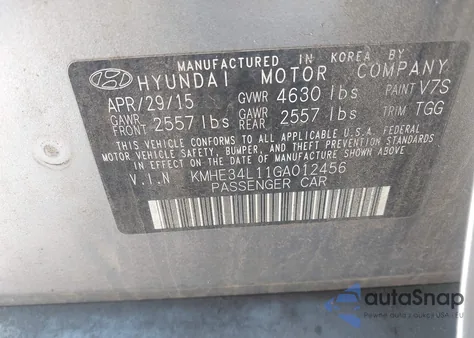 MANUFACTURED IN KOREA BY
HYUNDAI MOTOR COMPANY
APR/29/15 GVWR 4630 lbs PAINT V7S
GAWR FRONT 2557 lbs GAWR REAR 2557 lbs TRIM TGG
THIS VEHICLE CONFORMS TO ALL APPLICABLE U.S.A. FEDERAL
MOTOR VEHICLE SAFETY, BUMPER, AND THEFT PREVENTION STANDARDS
IN EFFECT ON THE DATE OF MANUFACTURE SHOWN ABOVE.
V.I.N KMHE34L11GA012456
PASSENGER CAR
autoSnap